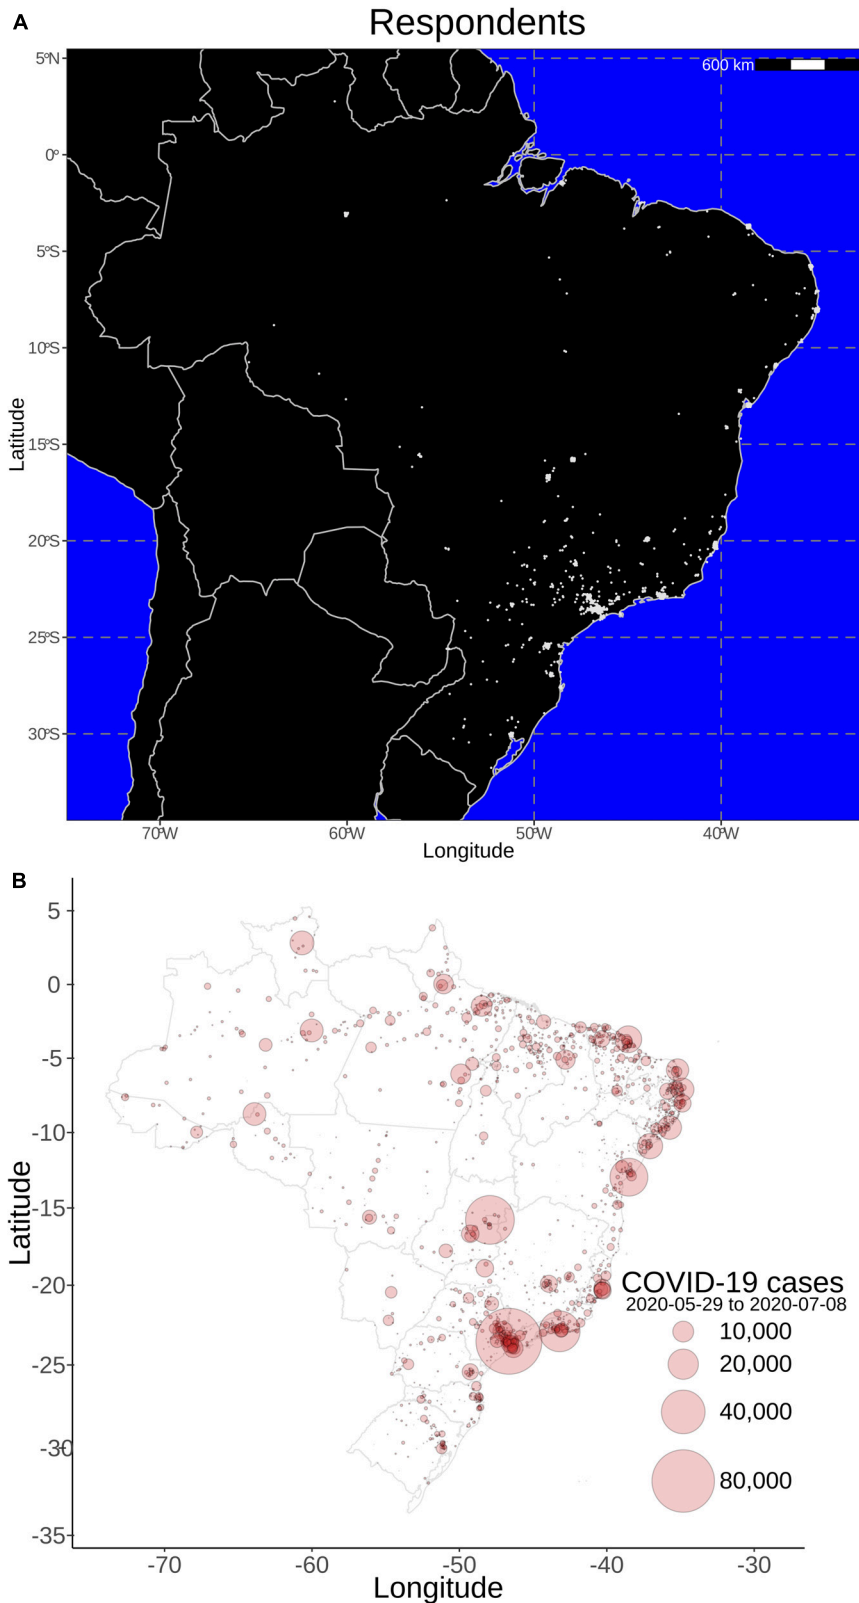 A
Respondents
600 km
5°N
0°
5°S
10°S
15°S
20°S
25°S
30°S
Latitude
70°W
60°W
50°W
40°W
Longitude
B
5
0
-5
-10
-15
-20
-25
-30
-35
Latitude
COVID-19 cases
2020-05-29 to 2020-07-08
10,000
20,000
40,000
80,000
-70
-60
-50
-40
-30
Longitude